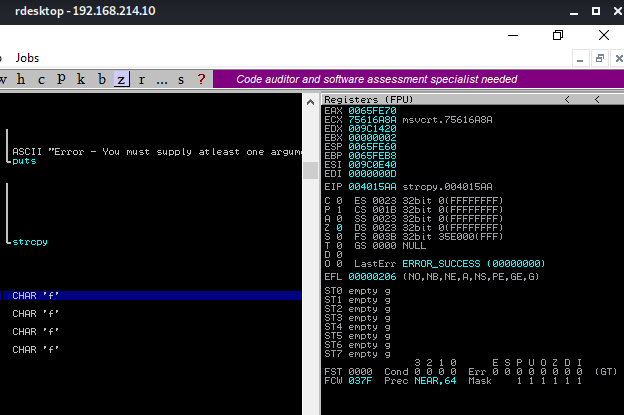 rdesktop - 192.168.214.10
Jobs
w h c P k b z r ... s ?
Code auditor and software assessment specialist needed
ASCII "Error - You must supply atleast one argume
puts
strcpy
CHAR 'f'
CHAR 'f'
CHAR 'f'
CHAR 'f'
Registers (FPU) < <
EAX 0065FE70
ECX 75616A8A msvcrt.75616A8A
EDX 009C1420
EBX 00000002
ESP 0065FE60
EBP 0065FEB8
ESI 009C0E40
EDI 0000000D
EIP 004015AA strcpy.004015AA
C 0 ES 0023 32bit 0(FFFFFFFF)
P 1 CS 001B 32bit 0(FFFFFFFF)
A 0 SS 0023 32bit 0(FFFFFFFF)
Z 0 DS 0023 32bit 0(FFFFFFFF)
S 0 FS 003B 32bit 35E000(FFF)
T 0 GS 0000 NULL
D 0
O 0 LastErr ERROR_SUCCESS (00000000)
EFL 00000206 (NO,NB,NE,A,NS,PE,GE,G)
ST0 empty g
ST1 empty g
ST2 empty g
ST3 empty g
ST4 empty g
ST5 empty g
ST6 empty g
ST7 empty g
3 2 1 0 E S P U O Z D I
FST 0000 Cond 0 0 0 0 Err 0 0 0 0 0 0 0 0 (GT)
FCW 037F Prec NEAR,64 Mask 1 1 1 1 1 1